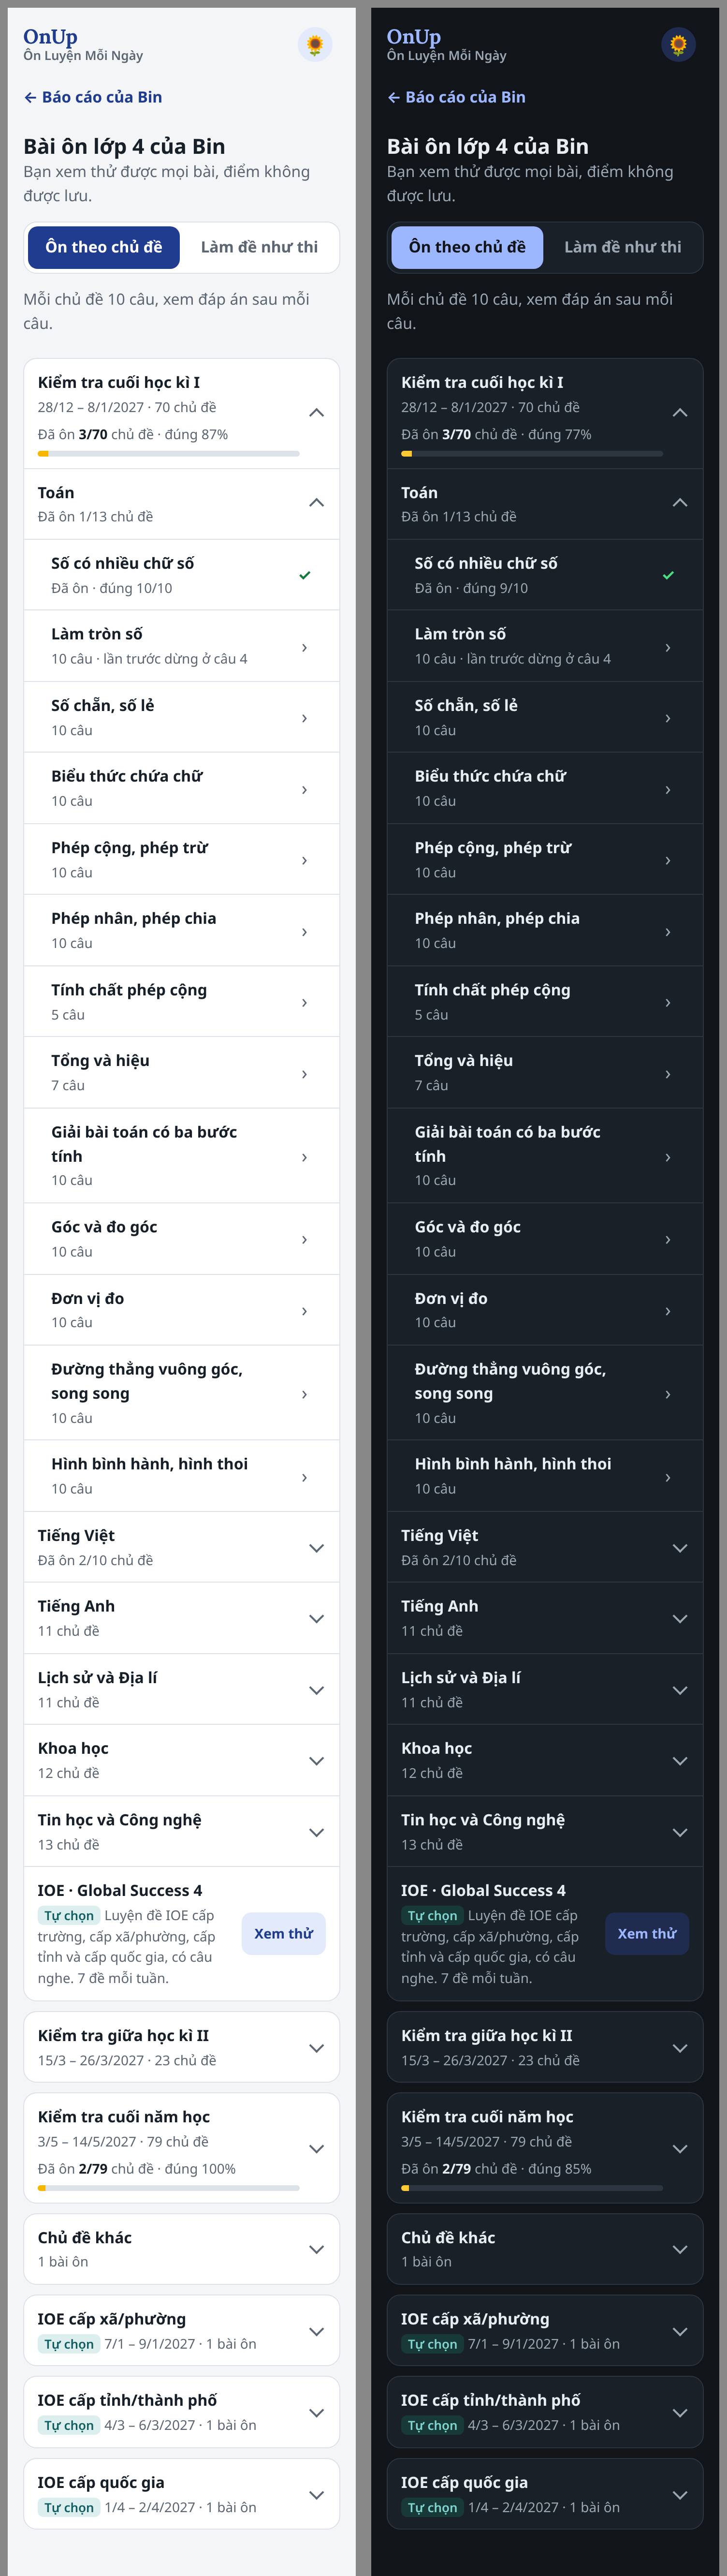 OnUp
Ôn Luyện Mỗi Ngày
🌻
← Báo cáo của Bin
Bài ôn lớp 4 của Bin
Bạn xem thử được mọi bài, điểm không
được lưu.
Ôn theo chủ đề
Làm đề như thi
Mỗi chủ đề 10 câu, xem đáp án sau mỗi
câu.
Kiểm tra cuối học kì I
28/12 – 8/1/2027 · 70 chủ đề
Đã ôn 3/70 chủ đề · đúng 87%
Toán
Đã ôn 1/13 chủ đề
Số có nhiều chữ số
Đã ôn · đúng 10/10
Làm tròn số
10 câu · lần trước dừng ở câu 4
Số chẵn, số lẻ
10 câu
Biểu thức chứa chữ
10 câu
Phép cộng, phép trừ
10 câu
Phép nhân, phép chia
10 câu
Tính chất phép cộng
5 câu
Tổng và hiệu
7 câu
Giải bài toán có ba bước
tính
10 câu
Góc và đo góc
10 câu
Đơn vị đo
10 câu
Đường thẳng vuông góc,
song song
10 câu
Hình bình hành, hình thoi
10 câu
Tiếng Việt
Đã ôn 2/10 chủ đề
Tiếng Anh
11 chủ đề
Lịch sử và Địa lí
11 chủ đề
Khoa học
12 chủ đề
Tin học và Công nghệ
13 chủ đề
IOE · Global Success 4
Tự chọn Luyện đề IOE cấp
trường, cấp xã/phường, cấp
tỉnh và cấp quốc gia, có câu
nghe. 7 đề mỗi tuần.
Xem thử
Kiểm tra giữa học kì II
15/3 – 26/3/2027 · 23 chủ đề
Kiểm tra cuối năm học
3/5 – 14/5/2027 · 79 chủ đề
Đã ôn 2/79 chủ đề · đúng 100%
Chủ đề khác
1 bài ôn
IOE cấp xã/phường
Tự chọn 7/1 – 9/1/2027 · 1 bài ôn
IOE cấp tỉnh/thành phố
Tự chọn 4/3 – 6/3/2027 · 1 bài ôn
IOE cấp quốc gia
Tự chọn 1/4 – 2/4/2027 · 1 bài ôn
OnUp
Ôn Luyện Mỗi Ngày
🌻
← Báo cáo của Bin
Bài ôn lớp 4 của Bin
Bạn xem thử được mọi bài, điểm không
được lưu.
Ôn theo chủ đề
Làm đề như thi
Mỗi chủ đề 10 câu, xem đáp án sau mỗi
câu.
Kiểm tra cuối học kì I
28/12 – 8/1/2027 · 70 chủ đề
Đã ôn 3/70 chủ đề · đúng 77%
Toán
Đã ôn 1/13 chủ đề
Số có nhiều chữ số
Đã ôn · đúng 9/10
Làm tròn số
10 câu · lần trước dừng ở câu 4
Số chẵn, số lẻ
10 câu
Biểu thức chứa chữ
10 câu
Phép cộng, phép trừ
10 câu
Phép nhân, phép chia
10 câu
Tính chất phép cộng
5 câu
Tổng và hiệu
7 câu
Giải bài toán có ba bước
tính
10 câu
Góc và đo góc
10 câu
Đơn vị đo
10 câu
Đường thẳng vuông góc,
song song
10 câu
Hình bình hành, hình thoi
10 câu
Tiếng Việt
Đã ôn 2/10 chủ đề
Tiếng Anh
11 chủ đề
Lịch sử và Địa lí
11 chủ đề
Khoa học
12 chủ đề
Tin học và Công nghệ
13 chủ đề
IOE · Global Success 4
Tự chọn Luyện đề IOE cấp
trường, cấp xã/phường, cấp
tỉnh và cấp quốc gia, có câu
nghe. 7 đề mỗi tuần.
Xem thử
Kiểm tra giữa học kì II
15/3 – 26/3/2027 · 23 chủ đề
Kiểm tra cuối năm học
3/5 – 14/5/2027 · 79 chủ đề
Đã ôn 2/79 chủ đề · đúng 85%
Chủ đề khác
1 bài ôn
IOE cấp xã/phường
Tự chọn 7/1 – 9/1/2027 · 1 bài ôn
IOE cấp tỉnh/thành phố
Tự chọn 4/3 – 6/3/2027 · 1 bài ôn
IOE cấp quốc gia
Tự chọn 1/4 – 2/4/2027 · 1 bài ôn